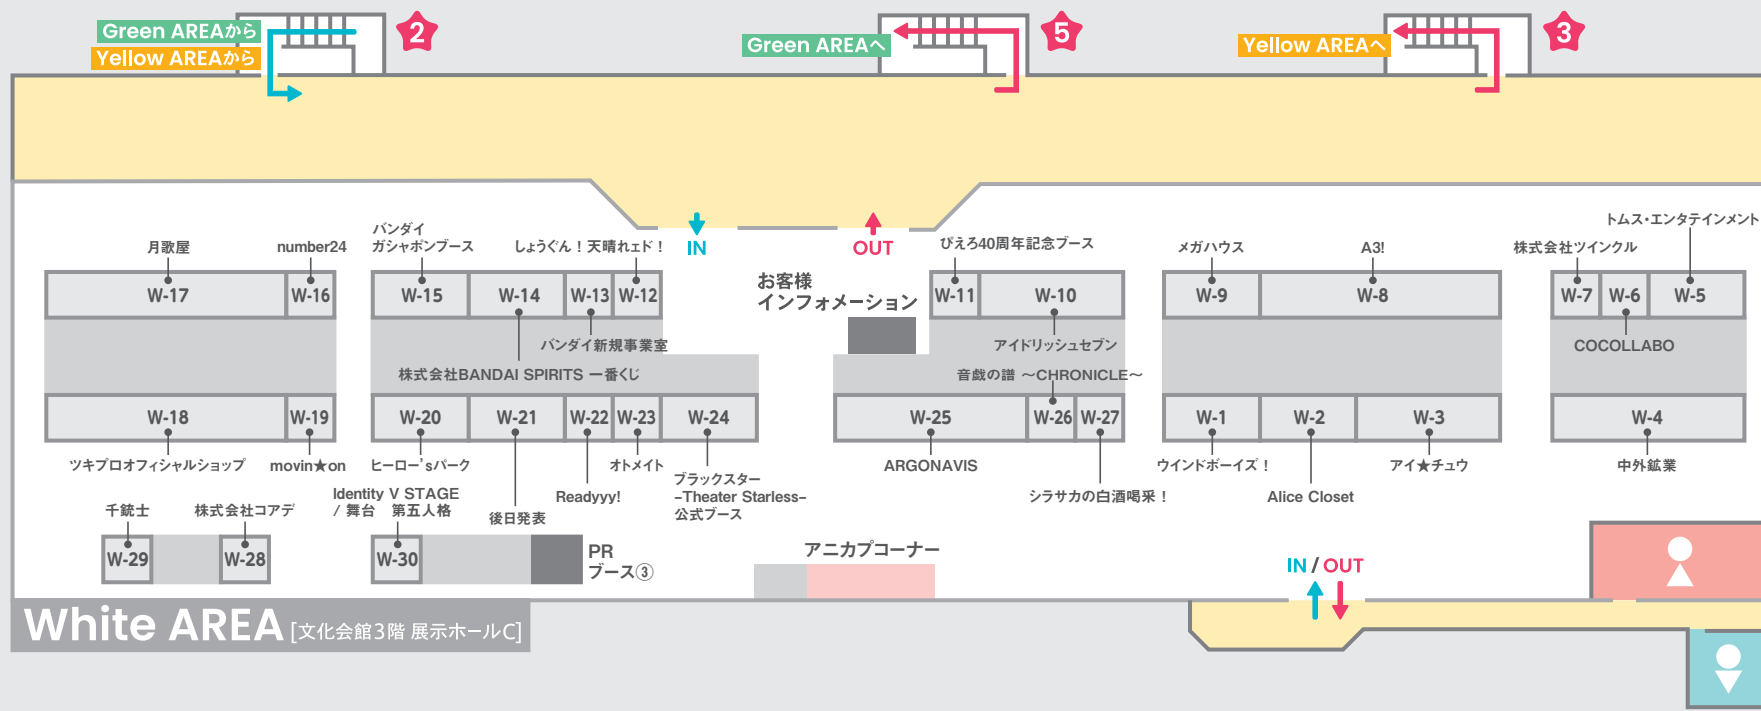 Green AREAから
Yellow AREAから
2
Green AREAへ
5
Yellow AREAへ
3
IN
OUT
月歌屋
number24
バンダイ
ガシャポンブース
しょうぐん！天晴れェド！
ぴえろ40周年記念ブース
メガハウス
A3!
株式会社ツインクル
トムス・エンタテインメント
お客様
インフォメーション
W-17
W-16
W-15
W-14
W-13
W-12
W-11
W-10
W-9
W-8
W-7
W-6
W-5
バンダイ新規事業室
株式会社BANDAI SPIRITS 一番くじ
アイドリッシュセブン
音戯の譜 ～CHRONICLE～
COCOLLABO
W-18
W-19
W-20
W-21
W-22
W-23
W-24
W-25
W-26
W-27
W-1
W-2
W-3
W-4
ツキプロオフィシャルショップ
movin★on
ヒーロー'sパーク
後日発表
Readyyy!
オトメイト
ブラックスター
-Theater Starless-
公式ブース
ARGONAVIS
シラサカの白酒喝采！
ウインドボーイズ！
Alice Closet
アイ★チュウ
中外鉱業
千銃士
株式会社コアデ
Identity V STAGE
/ 舞台　第五人格
W-29
W-28
W-30
PR
ブース③
アニカプコーナー
IN / OUT
White AREA [文化会館3階 展示ホールC]